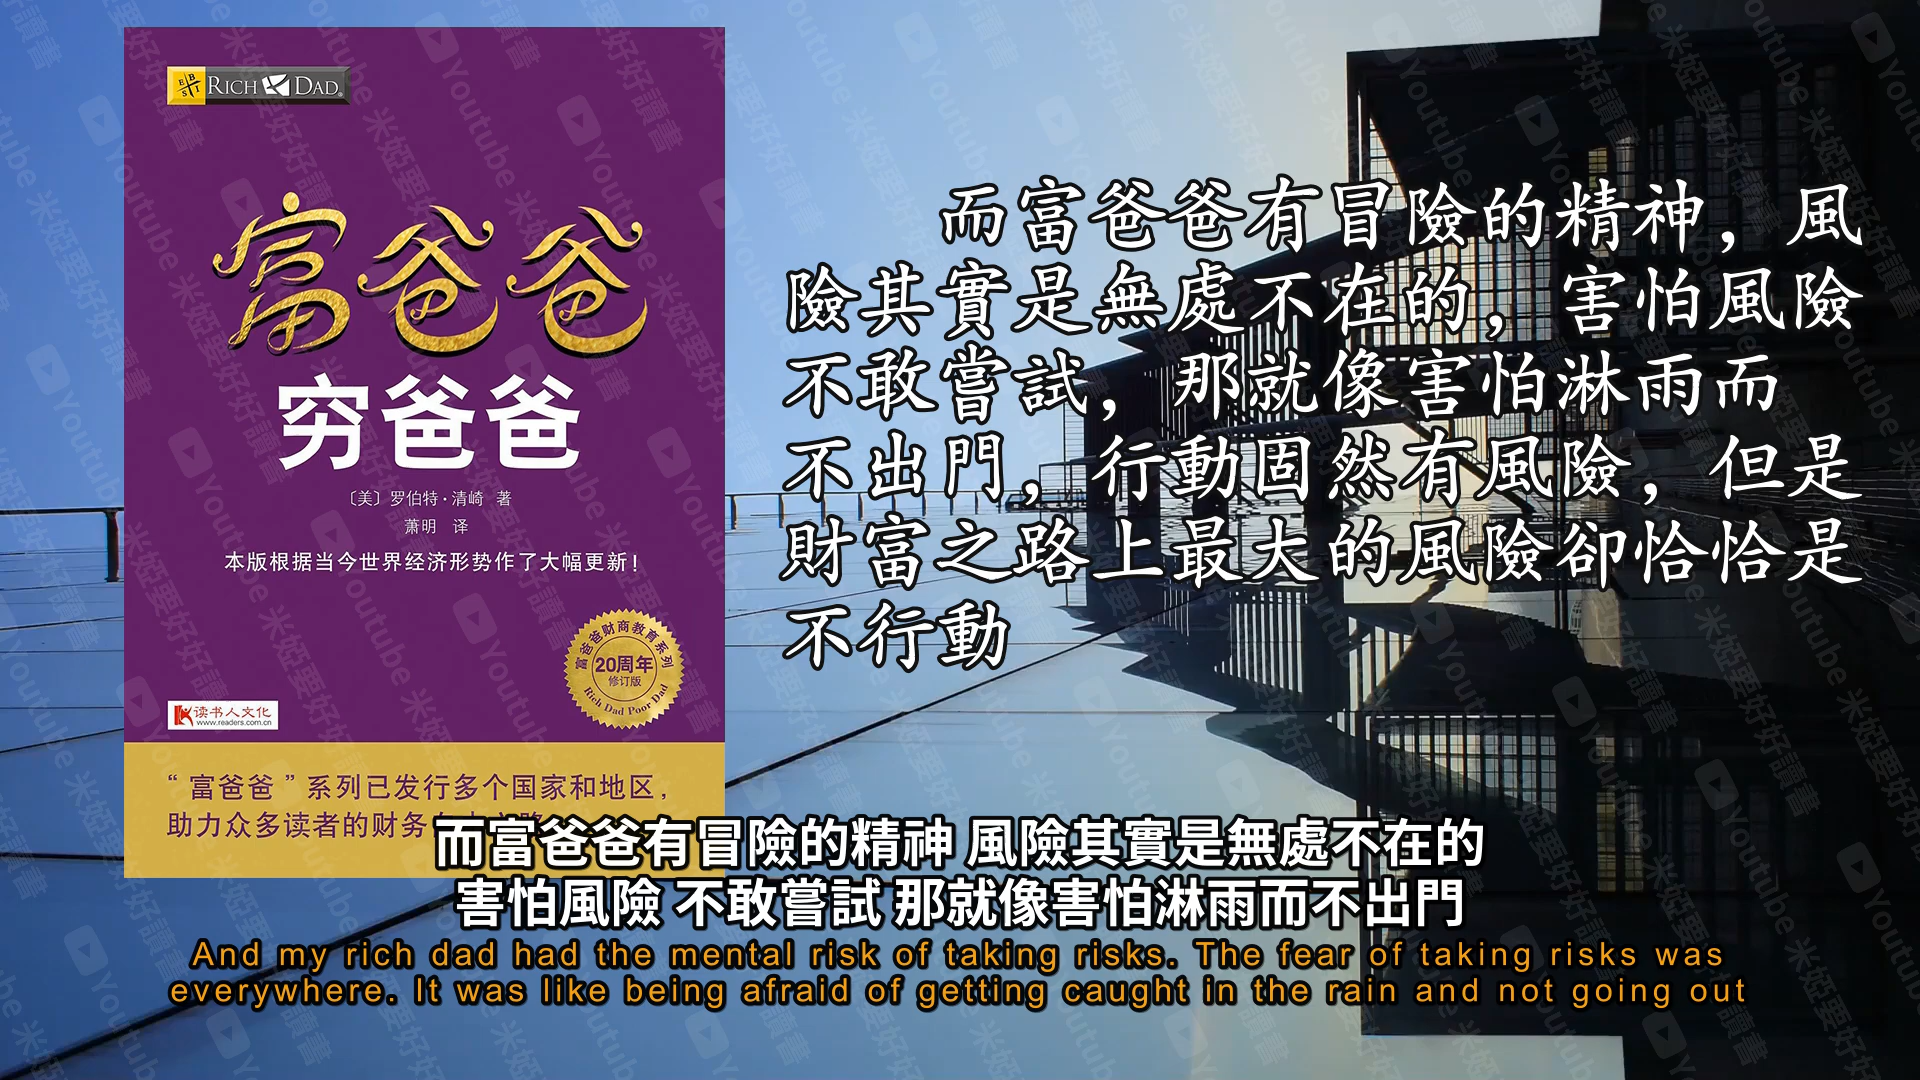 RICH DAD
富爸爸
穷爸爸
〔美〕罗伯特·清崎 著
萧明 译
本版根据当今世界经济形势作了大幅更新！
富爸爸财商教育系列
20周年
修订版
Rich Dad Poor Dad
读书人文化
www.readers.com.cn
“富爸爸”系列已发行多个国家和地区，
助力众多读者的财务
而富爸爸有冒險的精神，風
險其實是無處不在的，害怕風險
不敢嘗試，那就像害怕淋雨而
不出門，行動固然有風險，但是
財富之路上最大的風險卻恰恰是
不行動
而富爸爸有冒險的精神 風險其實是無處不在的
害怕風險 不敢嘗試 那就像害怕淋雨而不出門
And my rich dad had the mental risk of taking risks. The fear of taking risks was
everywhere. It was like being afraid of getting caught in the rain and not going out
Youtube 米婭要好好讀書